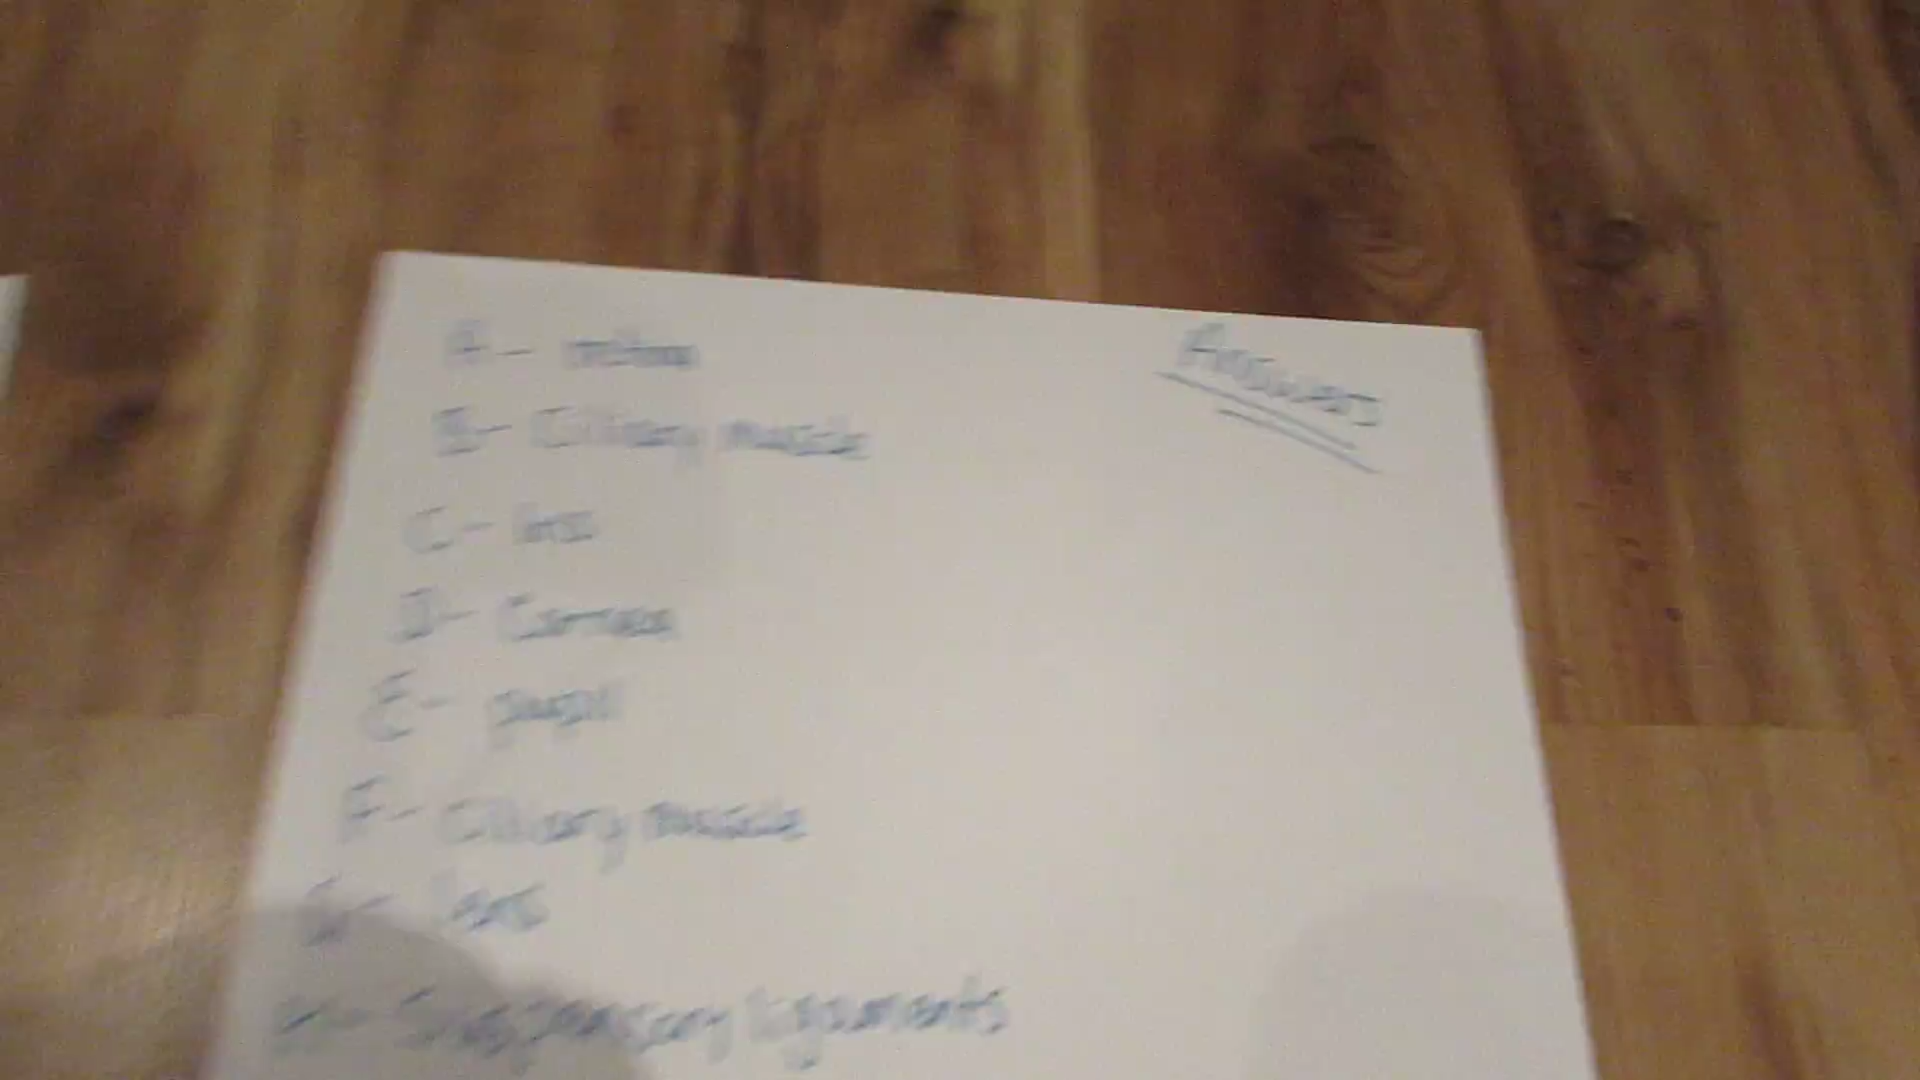 Answers
A - retina
B - Ciliary muscle
C - lens
D - Cornea
E - pupil
F - Ciliary muscle
G - lens
H - Suspensory ligaments